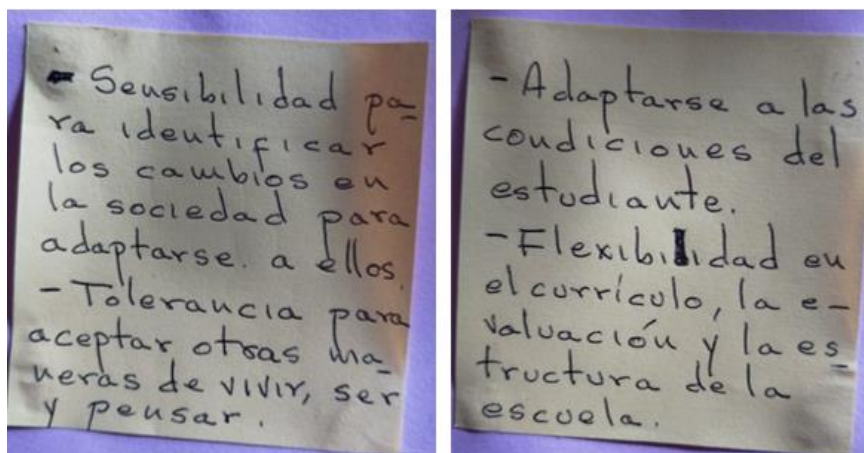 - Sensibilidad pa-
ra identificar
los cambios en
la sociedad para
adaptarse. a ellos.
- Tolerancia para
aceptar otras ma-
neras de vivir, ser
y pensar.
- Adaptarse a las
condiciones del
estudiante.
- Flexibilidad en
el currículo, la e-
valuación y la es-
tructura de la
escuela.